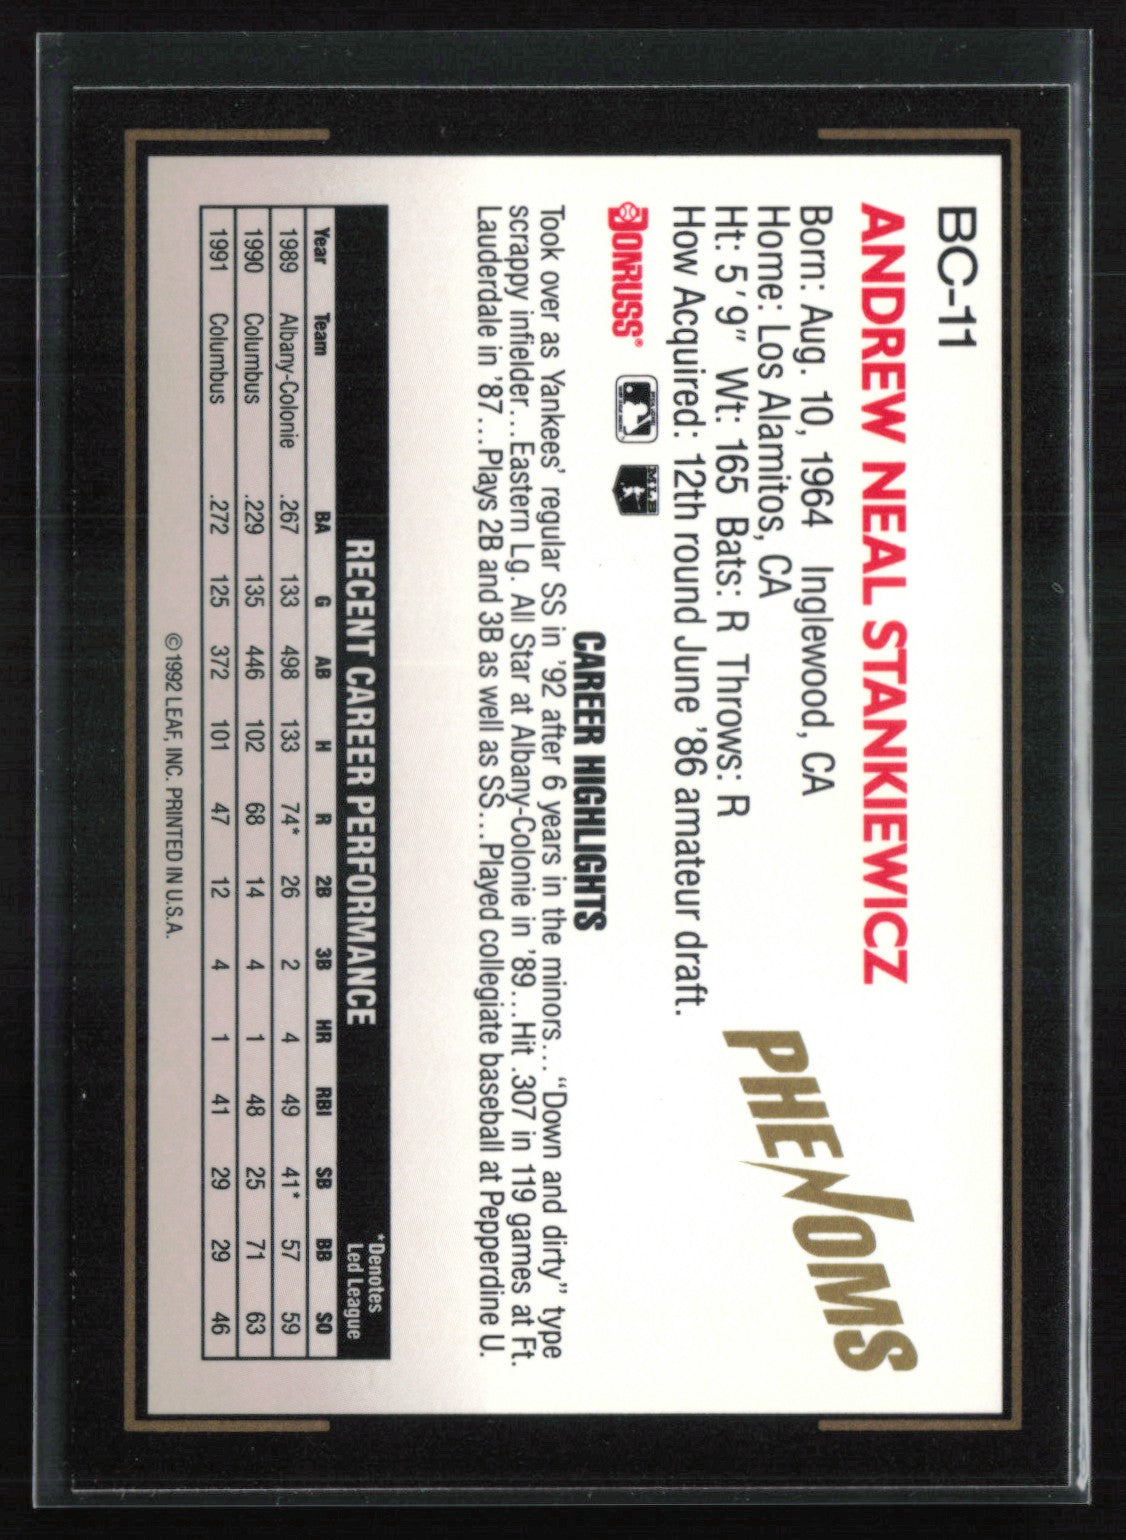 BC-11
ANDREW NEAL STANKIEWICZ
Born: Aug. 10, 1964 Inglewood, CA
Home: Los Alamitos, CA
Ht: 5'9" Wt: 165 Bats: R Throws: R
How Acquired: 12th round June '86 amateur draft.
PHENOMS
DONRUSS®
MLB
CAREER HIGHLIGHTS
Took over as Yankees' regular SS in '92 after 6 years in the minors... "Down and dirty" type
scrappy infielder...Eastern Lg. All Star at Albany-Colonie in '89...Hit .307 in 119 games at Ft.
Lauderdale in '87...Plays 2B and 3B as well as SS...Played collegiate baseball at Pepperdine U.
RECENT CAREER PERFORMANCE
*Denotes
Led League
Year Team BA G AB H R 2B 3B HR RBI SB BB SO
1989 Albany-Colonie .267 133 498 133 74* 26 2 4 49 41* 57 59
1990 Columbus .229 135 446 102 68 14 4 1 48 25 71 63
1991 Columbus .272 125 372 101 47 12 4 1 41 29 29 46
©1992 LEAF, INC. PRINTED IN U.S.A.